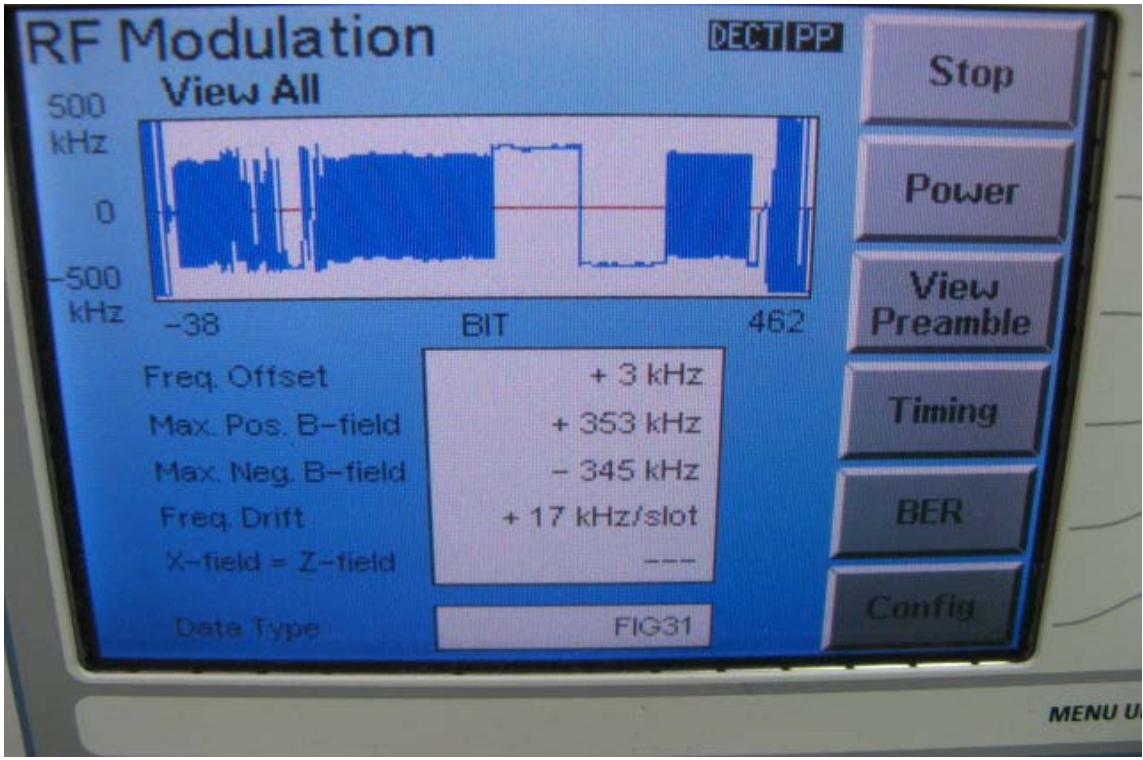 RF Modulation DECT PP
View All
500
kHz
0
-500
kHz
-38 BIT 462
Freq. Offset + 3 kHz
Max. Pos. B-field + 353 kHz
Max. Neg. B-field - 345 kHz
Freq. Drift + 17 kHz/slot
X-field = Z-field ---
Data Type FIG31
Stop
Power
View
Preamble
Timing
BER
Config
MENU